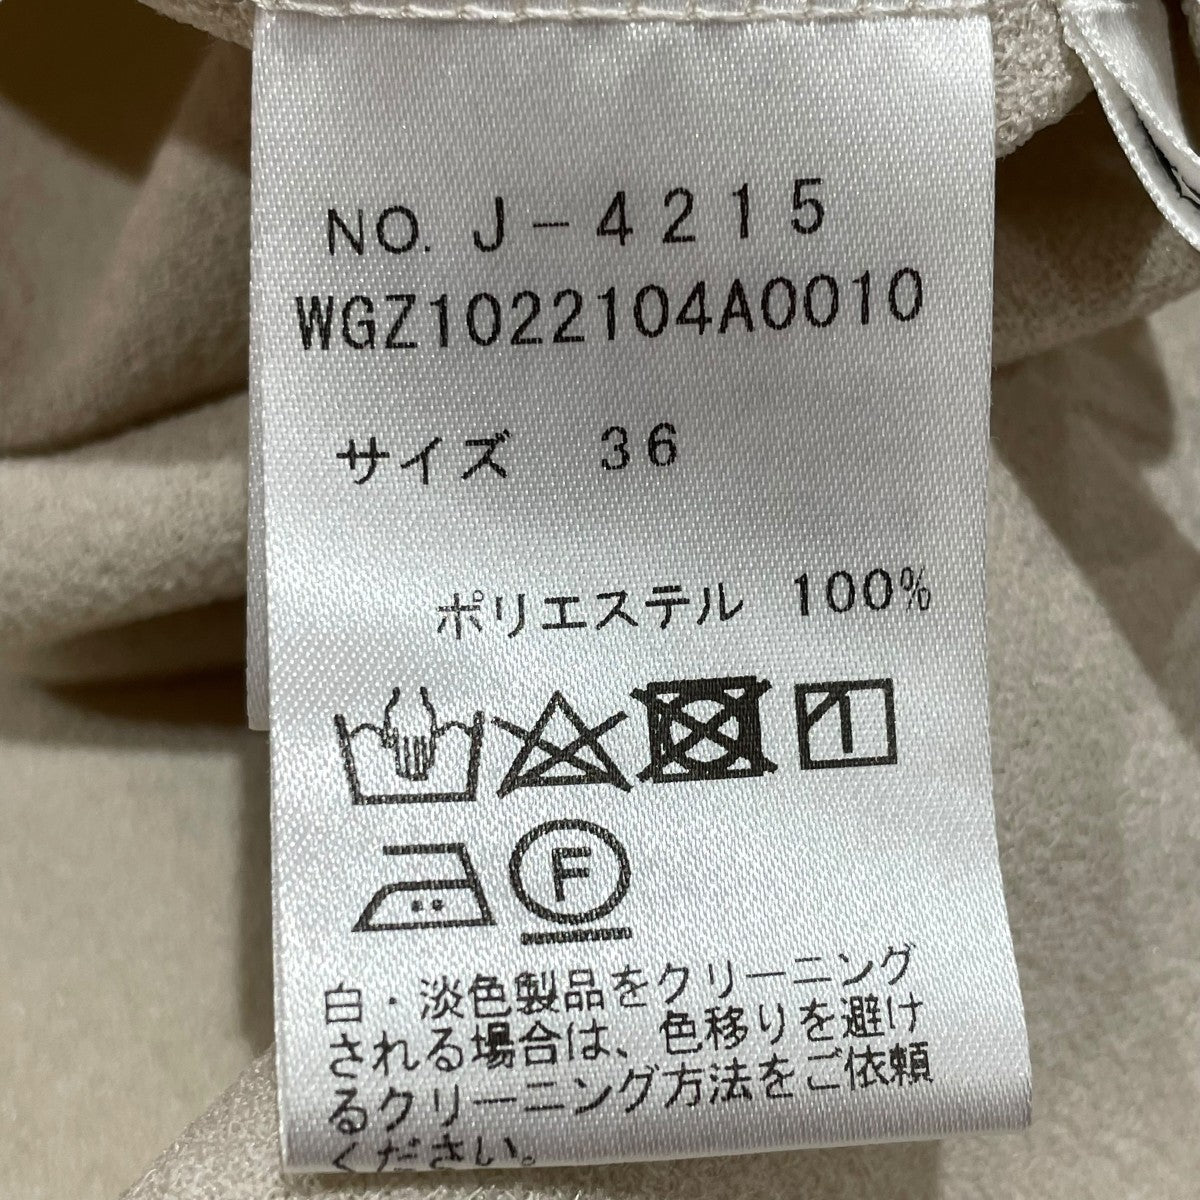 NO. J-4215
WGZ1022104A0010
サイズ 36
ポリエステル 100%
F
白・淡色製品をクリーニング
される場合は、色移りを避け
るクリーニング方法をご依頼
ください。